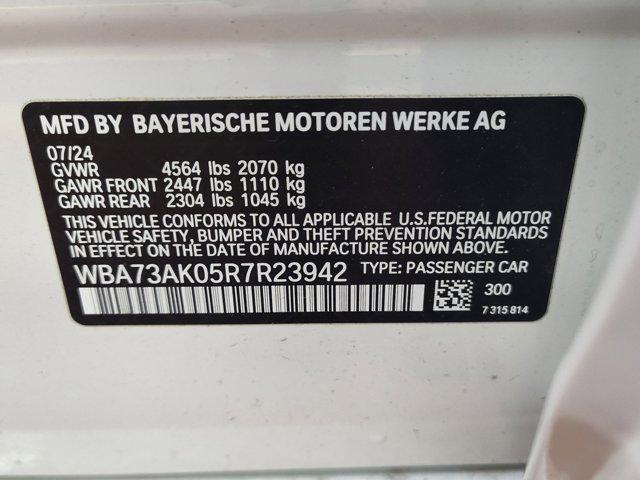 MFD BY BAYERISCHE MOTOREN WERKE AG
07/24
GVWR 4564 lbs 2070 kg
GAWR FRONT 2447 lbs 1110 kg
GAWR REAR 2304 lbs 1045 kg
THIS VEHICLE CONFORMS TO ALL APPLICABLE U.S.FEDERAL MOTOR
VEHICLE SAFETY, BUMPER AND THEFT PREVENTION STANDARDS
IN EFFECT ON THE DATE OF MANUFACTURE SHOWN ABOVE.
WBA73AK05R7R23942 TYPE: PASSENGER CAR
300
7 315 814